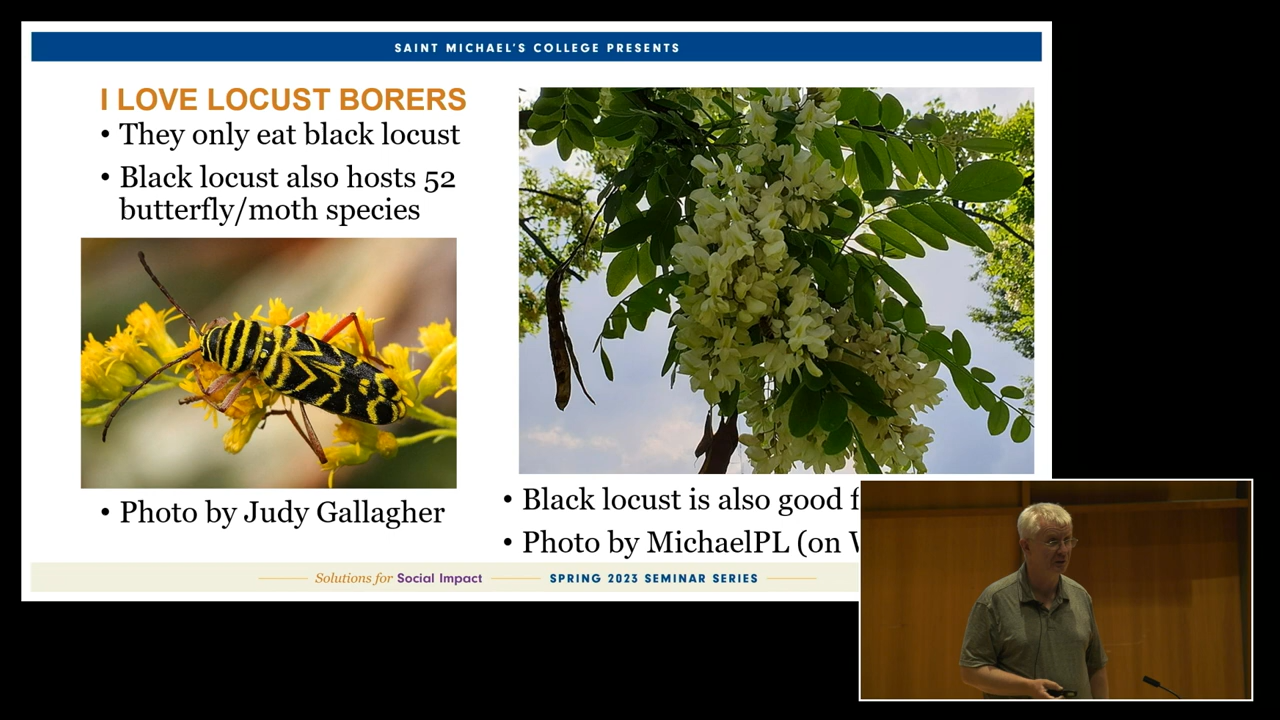 SAINT MICHAEL'S COLLEGE PRESENTS
I LOVE LOCUST BORERS
• They only eat black locust
• Black locust also hosts 52
butterfly/moth species
• Photo by Judy Gallagher
• Black locust is also good
• Photo by MichaelPL (on
Solutions for Social Impact
SPRING 2023 SEMINAR SERIES